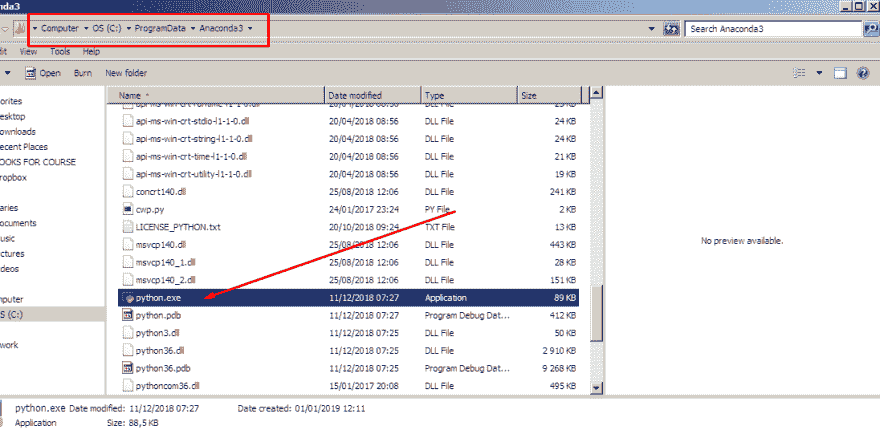 nda3
Computer OS (C:) ProgramData Anaconda3 Search Anaconda3
dit View Tools Help
Open Burn New folder
Name Date modified Type Size
api-ms-win-crt-runtime-l1-1-0.dll 20/04/2018 08:56 DLL File 23 KB
api-ms-win-crt-stdio-l1-1-0.dll 20/04/2018 08:56 DLL File 24 KB
api-ms-win-crt-string-l1-1-0.dll 20/04/2018 08:56 DLL File 24 KB
api-ms-win-crt-time-l1-1-0.dll 20/04/2018 08:56 DLL File 21 KB
api-ms-win-crt-utility-l1-1-0.dll 20/04/2018 08:56 DLL File 19 KB
concrt140.dll 25/08/2018 12:06 DLL File 241 KB
cwp.py 24/01/2017 23:24 PY File 2 KB
LICENSE_PYTHON.txt 20/10/2018 09:24 TXT File 13 KB
msvcp140.dll 25/08/2018 12:06 DLL File 443 KB
msvcp140_1.dll 25/08/2018 12:06 DLL File 28 KB
msvcp140_2.dll 25/08/2018 12:06 DLL File 151 KB
python.exe 11/12/2018 07:27 Application 89 KB
python.pdb 11/12/2018 07:27 Program Debug Dat... 412 KB
python3.dll 11/12/2018 07:25 DLL File 50 KB
python36.dll 11/12/2018 07:25 DLL File 2 910 KB
python36.pdb 11/12/2018 07:25 Program Debug Dat... 9 268 KB
pythoncom36.dll 15/01/2017 20:08 DLL File 495 KB
avorites
esktop
ownloads
ecent Places
OOKS FOR COURSE
ropbox
aries
ocuments
usic
ictures
ideos
mputer
S (C:)
work
No preview available.
python.exe Date modified: 11/12/2018 07:27 Date created: 01/01/2019 12:11
Application Size: 88,5 KB